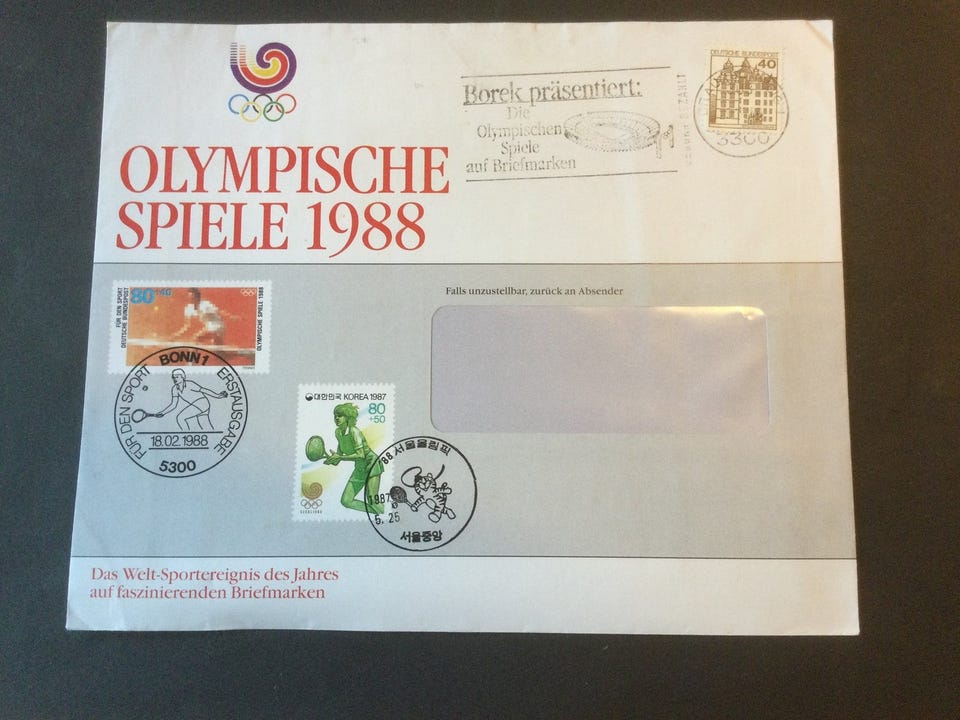 OLYMPISCHE
SPIELE 1988
Borek präsentiert:
Die
Olympischen
Spiele
auf Briefmarken
DEUTSCHE BUNDESPOST
40
3300
Falls unzustellbar, zurück an Absender
FÜR DEN SPORT
DEUTSCHE BUNDESPOST
80+40
OLYMPISCHE SPIELE 1988
BONN 1
FÜR DEN SPORT
ERSTAUSGABE
18.02.1988
5300
대한민국 KOREA 1987
80
+50
'88 서울올림픽
1987
5. 25
서울중앙
Das Welt-Sportereignis des Jahres
auf faszinierenden Briefmarken